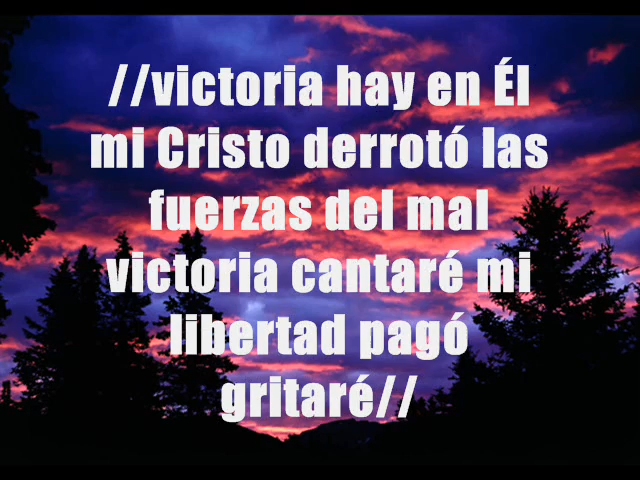 //victoria hay en Él
mi Cristo derrotó las
fuerzas del mal
victoria cantaré mi
libertad pagó
gritaré//